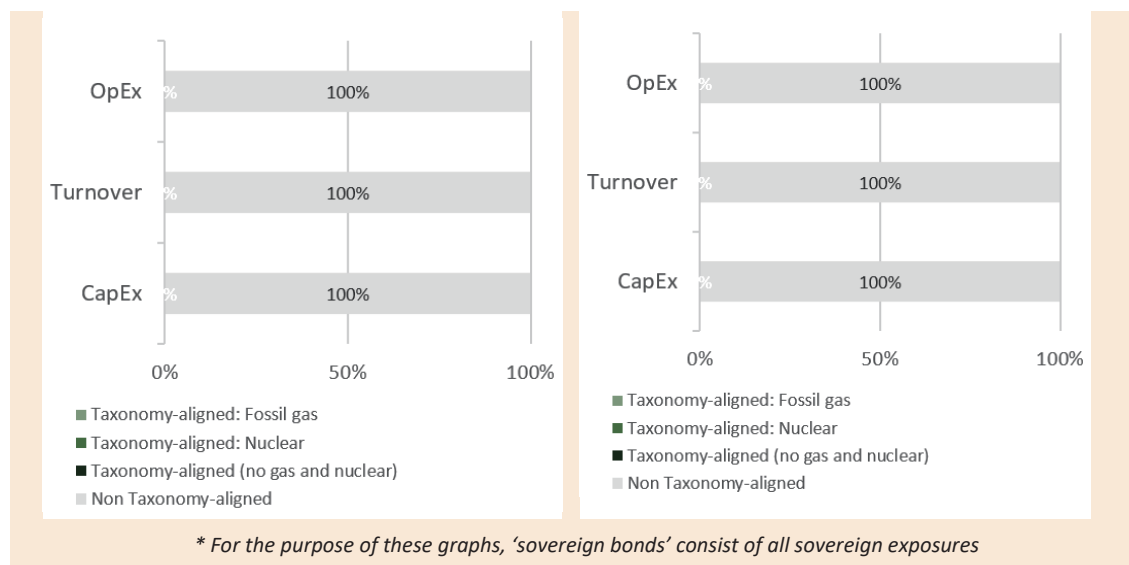 OpEx
%
100%
Turnover
%
100%
CapEx
%
100%
0%
50%
100%
Taxonomy-aligned: Fossil gas
Taxonomy-aligned: Nuclear
Taxonomy-aligned (no gas and nuclear)
Non Taxonomy-aligned
OpEx
%
100%
Turnover
%
100%
CapEx
%
100%
0%
50%
100%
Taxonomy-aligned: Fossil gas
Taxonomy-aligned: Nuclear
Taxonomy-aligned (no gas and nuclear)
Non Taxonomy-aligned
* For the purpose of these graphs, ‘sovereign bonds’ consist of all sovereign exposures